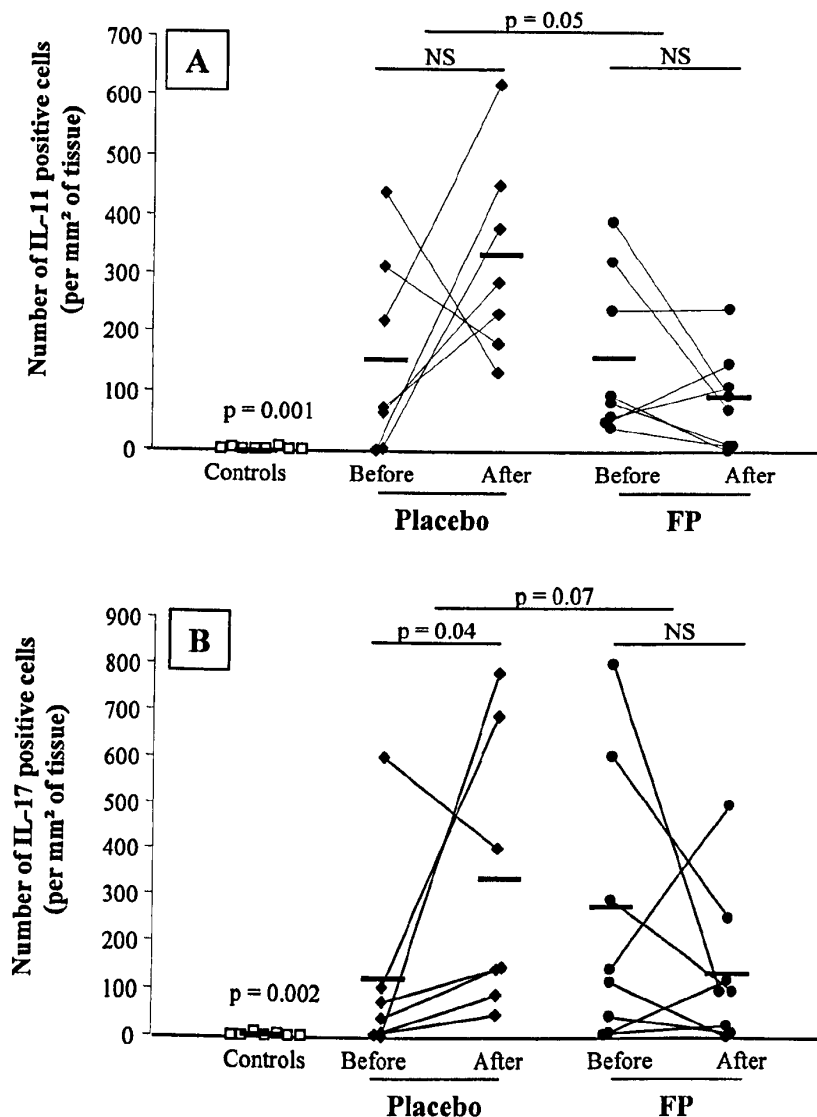 p = 0.05
A
NS
NS
Number of IL-11 positive cells
(per mm² of tissue)
700
600
500
400
300
200
100
0
p = 0.001
Controls
Before
After
Before
After
Placebo
FP
p = 0.07
B
p = 0.04
NS
Number of IL-17 positive cells
(per mm² of tissue)
900
800
700
600
500
400
300
200
100
0
p = 0.002
Controls
Before
After
Before
After
Placebo
FP